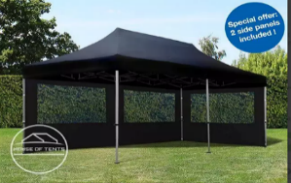 Special offer:
2 side panels
included !
HOUSE OF TENTS